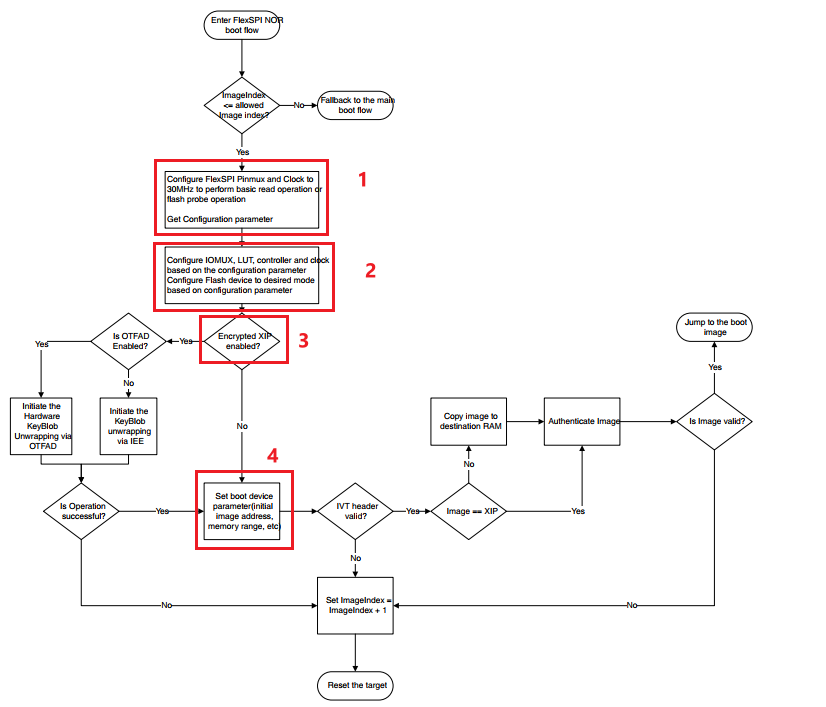 Enter FlexSPI NOR
boot flow
ImageIndex
<= allowed
Image index?
No
Fallback to the main
boot flow
Yes
Configure FlexSPI Pinmux and Clock to
30MHz to perform basic read operation or
flash probe operation
Get Configuration parameter
1
Configure IOMUX, LUT, controller and clock
based on the configuration parameter
Configure Flash device to desired mode
based on configuration parameter
2
Encrypted XIP
enabled?
3
Yes
Is OTFAD
Enabled?
Yes
No
Initiate the
Hardware
KeyBlob
Unwrapping via
OTFAD
Initiate the
KeyBlob
unwrapping
via IEE
No
4
Is Operation
successful?
Yes
Set boot device
parameter(initial
image address,
memory range, etc)
IVT header
valid?
Yes
Image == XIP
No
Yes
Copy image to
destination RAM
Authenticate Image
Is Image valid?
Yes
Jump to the boot
image
No
No
Set ImageIndex =
ImageIndex + 1
No
Reset the target